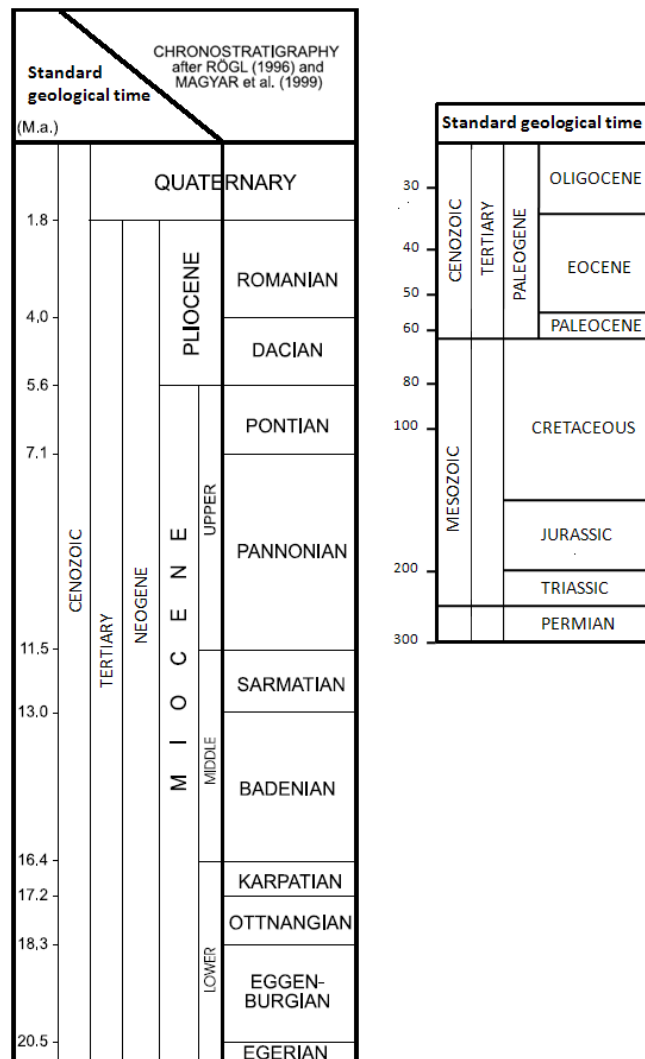 CHRONOSTRATIGRAPHY
after RÖGL (1996) and
MAGYAR et al. (1999)
Standard
geological time
(M.a.)
QUATERNARY
1.8
CENOZOIC
TERTIARY
NEOGENE
PLIOCENE
ROMANIAN
4,0
DACIAN
5.6
MIOCENE
UPPER
PONTIAN
7.1
PANNONIAN
11.5
MIDDLE
SARMATIAN
13.0
BADENIAN
16.4
LOWER
KARPATIAN
17.2
OTTNANGIAN
18.3
EGGEN-
BURGIAN
20.5
EGERIAN
Standard geological time
CENOZOIC
TERTIARY
PALEOGENE
OLIGOCENE
30
40
EOCENE
50
PALEOCENE
60
MESOZOIC
80
100
CRETACEOUS
JURASSIC
200
TRIASSIC
PERMIAN
300